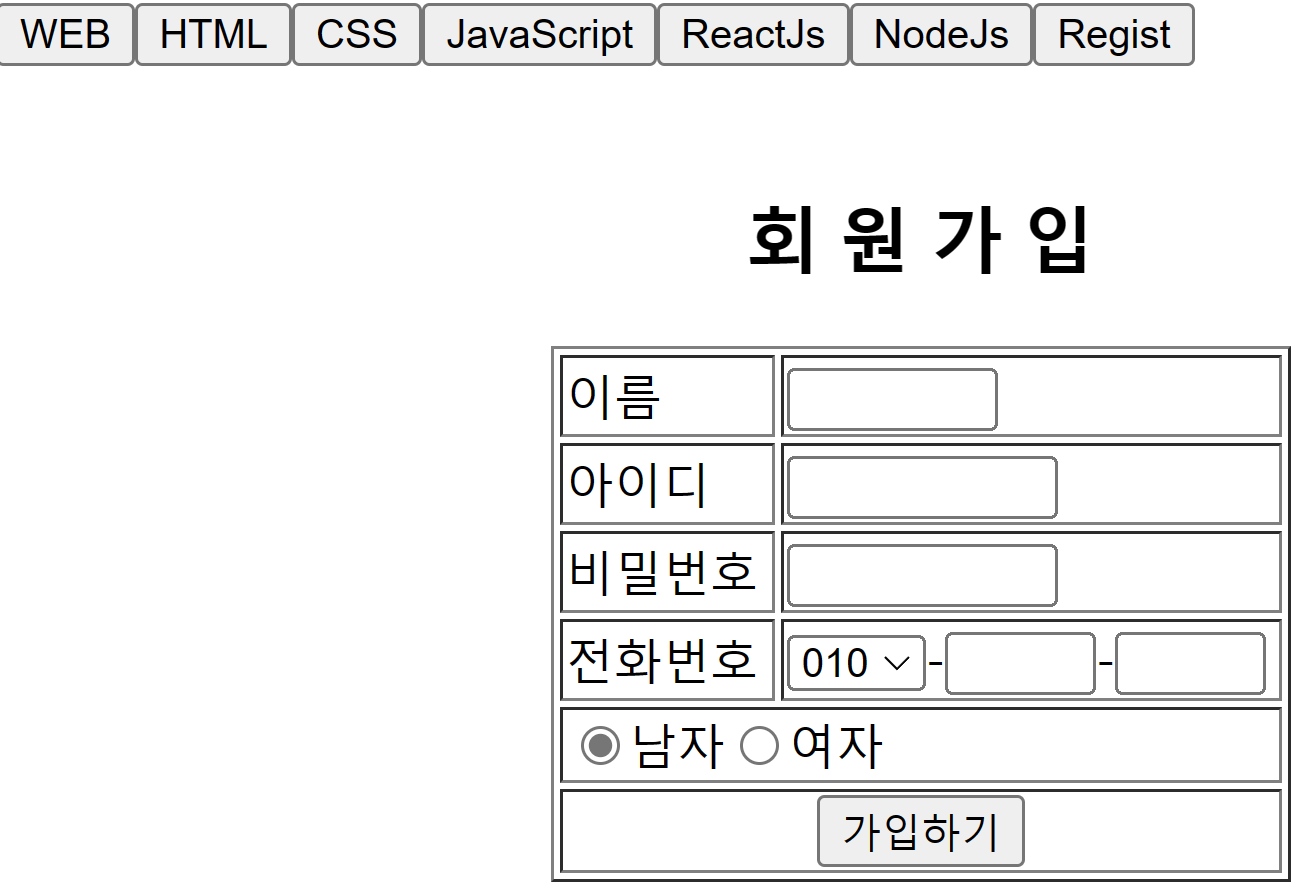 WEB HTML CSS JavaScript ReactJs NodeJs Regist
회 원 가 입
이름
아이디
비밀번호
전화번호 010 - -
남자 여자
가입하기